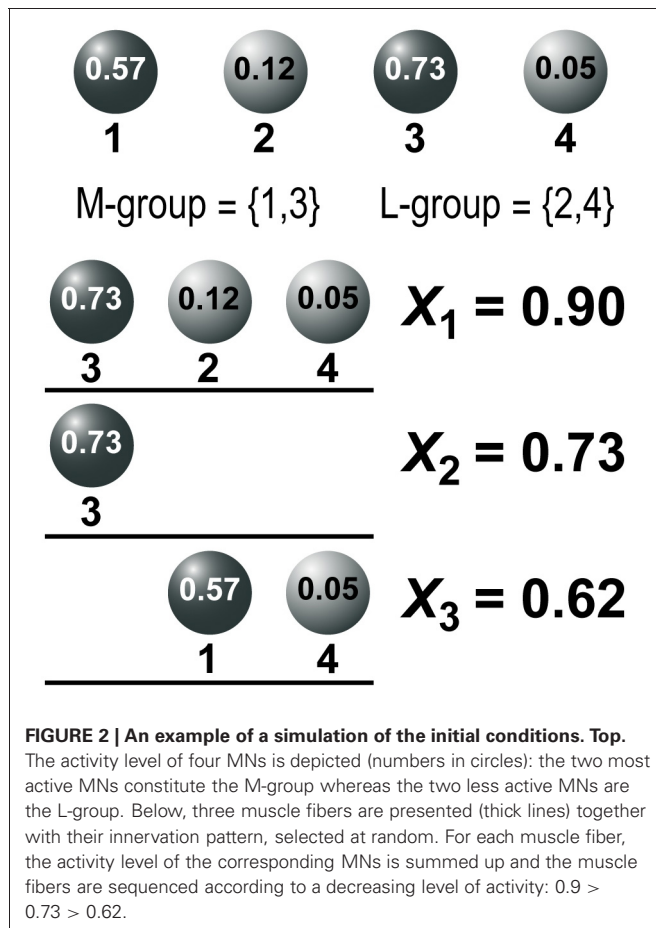 0.57 0.12 0.73 0.05
1 2 3 4
M-group = {1,3} L-group = {2,4}
0.73 0.12 0.05 X1 = 0.90
3 2 4
0.73 X2 = 0.73
3
0.57 0.05 X3 = 0.62
1 4
FIGURE 2 | An example of a simulation of the initial conditions. Top.
The activity level of four MNs is depicted (numbers in circles): the two most
active MNs constitute the M-group whereas the two less active MNs are
the L-group. Below, three muscle fibers are presented (thick lines) together
with their innervation pattern, selected at random. For each muscle fiber,
the activity level of the corresponding MNs is summed up and the muscle
fibers are sequenced according to a decreasing level of activity: 0.9 >
0.73 > 0.62.